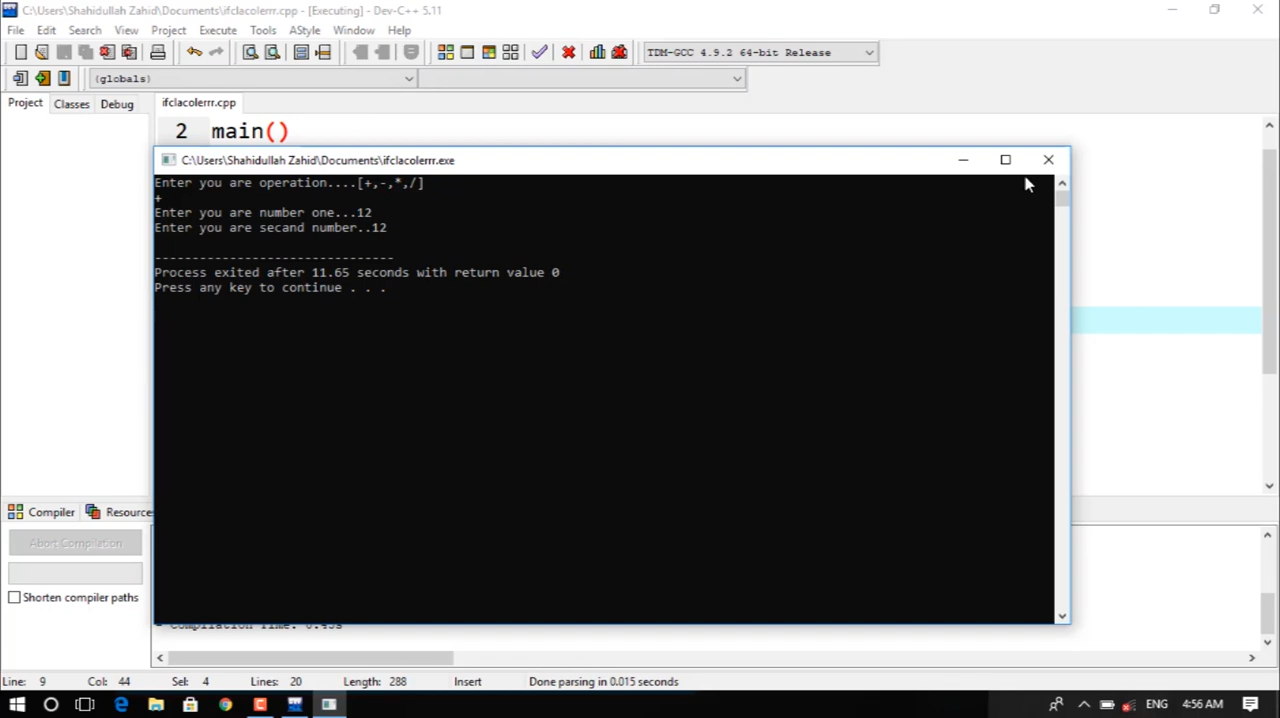 C:\Users\Shahidullah Zahid\Documents\ifclacolerrr.cpp - [Executing] - Dev-C++ 5.11
File Edit Search View Project Execute Tools AStyle Window Help
TDM-GCC 4.9.2 64-bit Release
(globals)
Project Classes Debug ifclacolerrr.cpp
2 main()
C:\Users\Shahidullah Zahid\Documents\ifclacolerrr.exe
Enter you are operation....[+,-,*,/]
+
Enter you are number one...12
Enter you are secand number..12
--------------------------------
Process exited after 11.65 seconds with return value 0
Press any key to continue . . .
Compiler Resources
Abort Compilation
Shorten compiler paths
Line: 9 Col: 44 Sel: 4 Lines: 20 Length: 288 Insert Done parsing in 0.015 seconds
ENG 4:56 AM